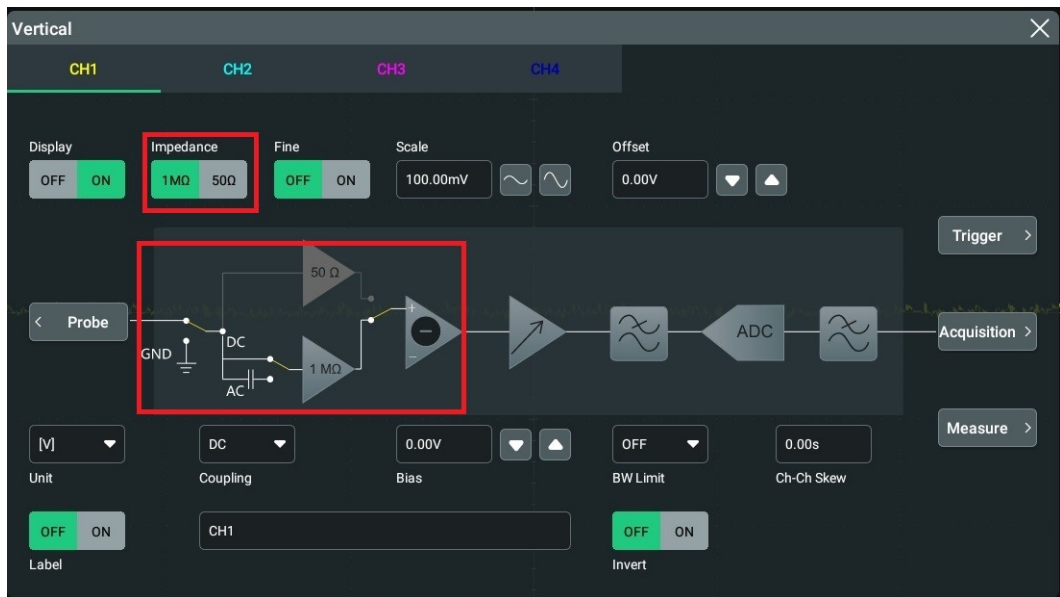 Vertical
CH1 CH2 CH3 CH4
Display Impedance Fine Scale Offset
OFF ON 1MΩ 50Ω OFF ON 100.00mV 0.00V
Trigger >
50 Ω
< Probe
+
DC
ADC
Acquisition >
GND
−
1 MΩ
AC
Measure >
[V] DC 0.00V OFF 0.00s
Unit Coupling Bias BW Limit Ch-Ch Skew
OFF ON CH1 OFF ON
Label Invert